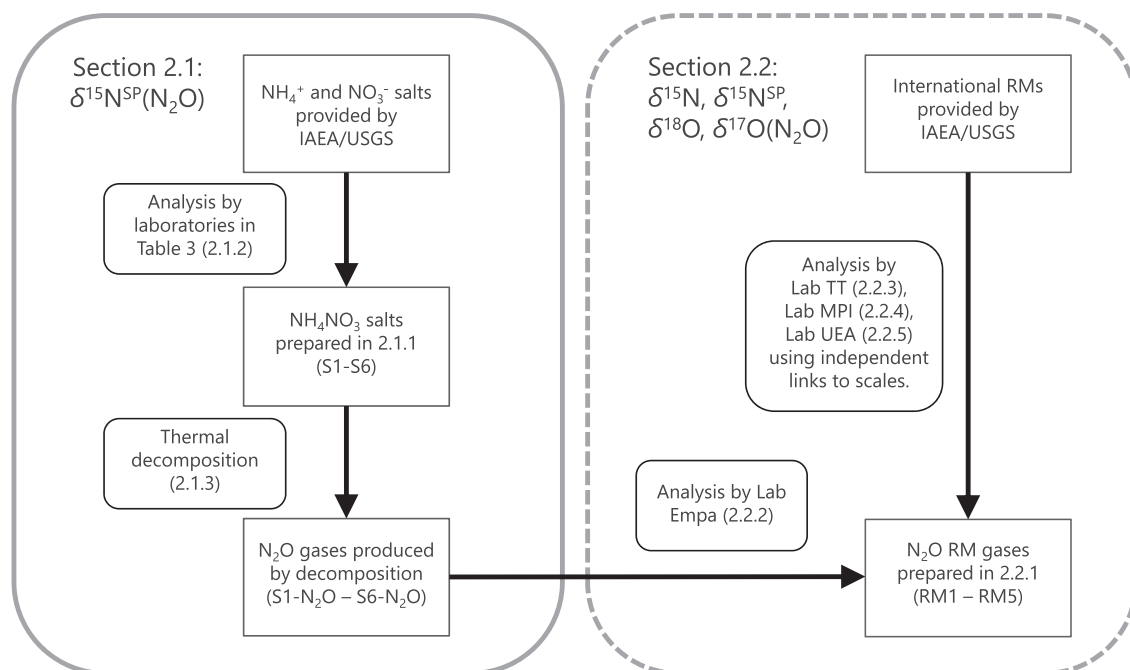 Section 2.1:
δ¹⁵Nˢᴾ(N₂O)
NH₄⁺ and NO₃⁻ salts
provided by
IAEA/USGS
Analysis by
laboratories in
Table 3 (2.1.2)
NH₄NO₃ salts
prepared in 2.1.1
(S1-S6)
Thermal
decomposition
(2.1.3)
N₂O gases produced
by decomposition
(S1-N₂O – S6-N₂O)
Section 2.2:
δ¹⁵N, δ¹⁵Nˢᴾ,
δ¹⁸O, δ¹⁷O(N₂O)
International RMs
provided by
IAEA/USGS
Analysis by
Lab TT (2.2.3),
Lab MPI (2.2.4),
Lab UEA (2.2.5)
using independent
links to scales.
Analysis by Lab
Empa (2.2.2)
N₂O RM gases
prepared in 2.2.1
(RM1 – RM5)